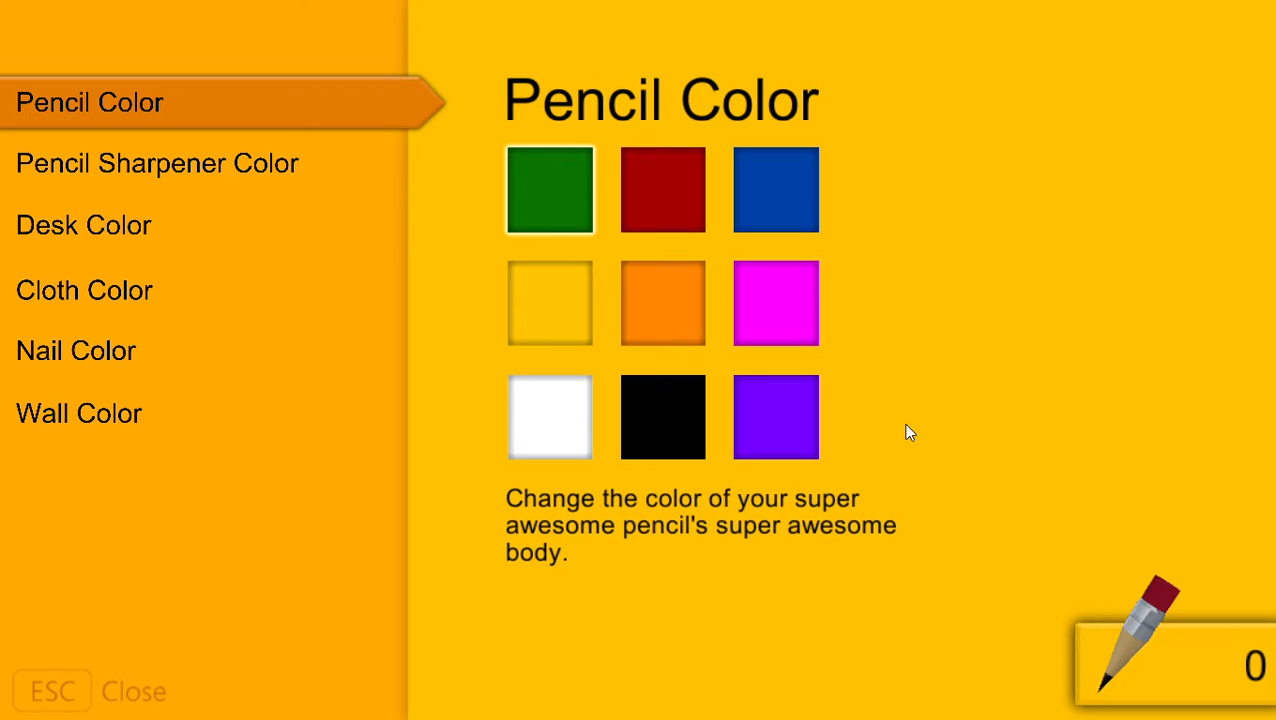 Pencil Color
Pencil Sharpener Color
Desk Color
Cloth Color
Nail Color
Wall Color
ESC Close
Pencil Color
Change the color of your super
awesome pencil's super awesome
body.
0